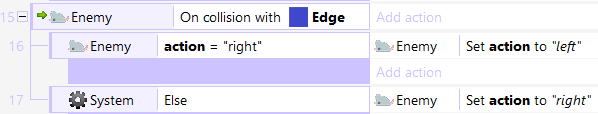 15 Enemy On collision with Edge Add action
16 Enemy action = "right" Enemy Set action to "left"
Add action
17 System Else Enemy Set action to "right"